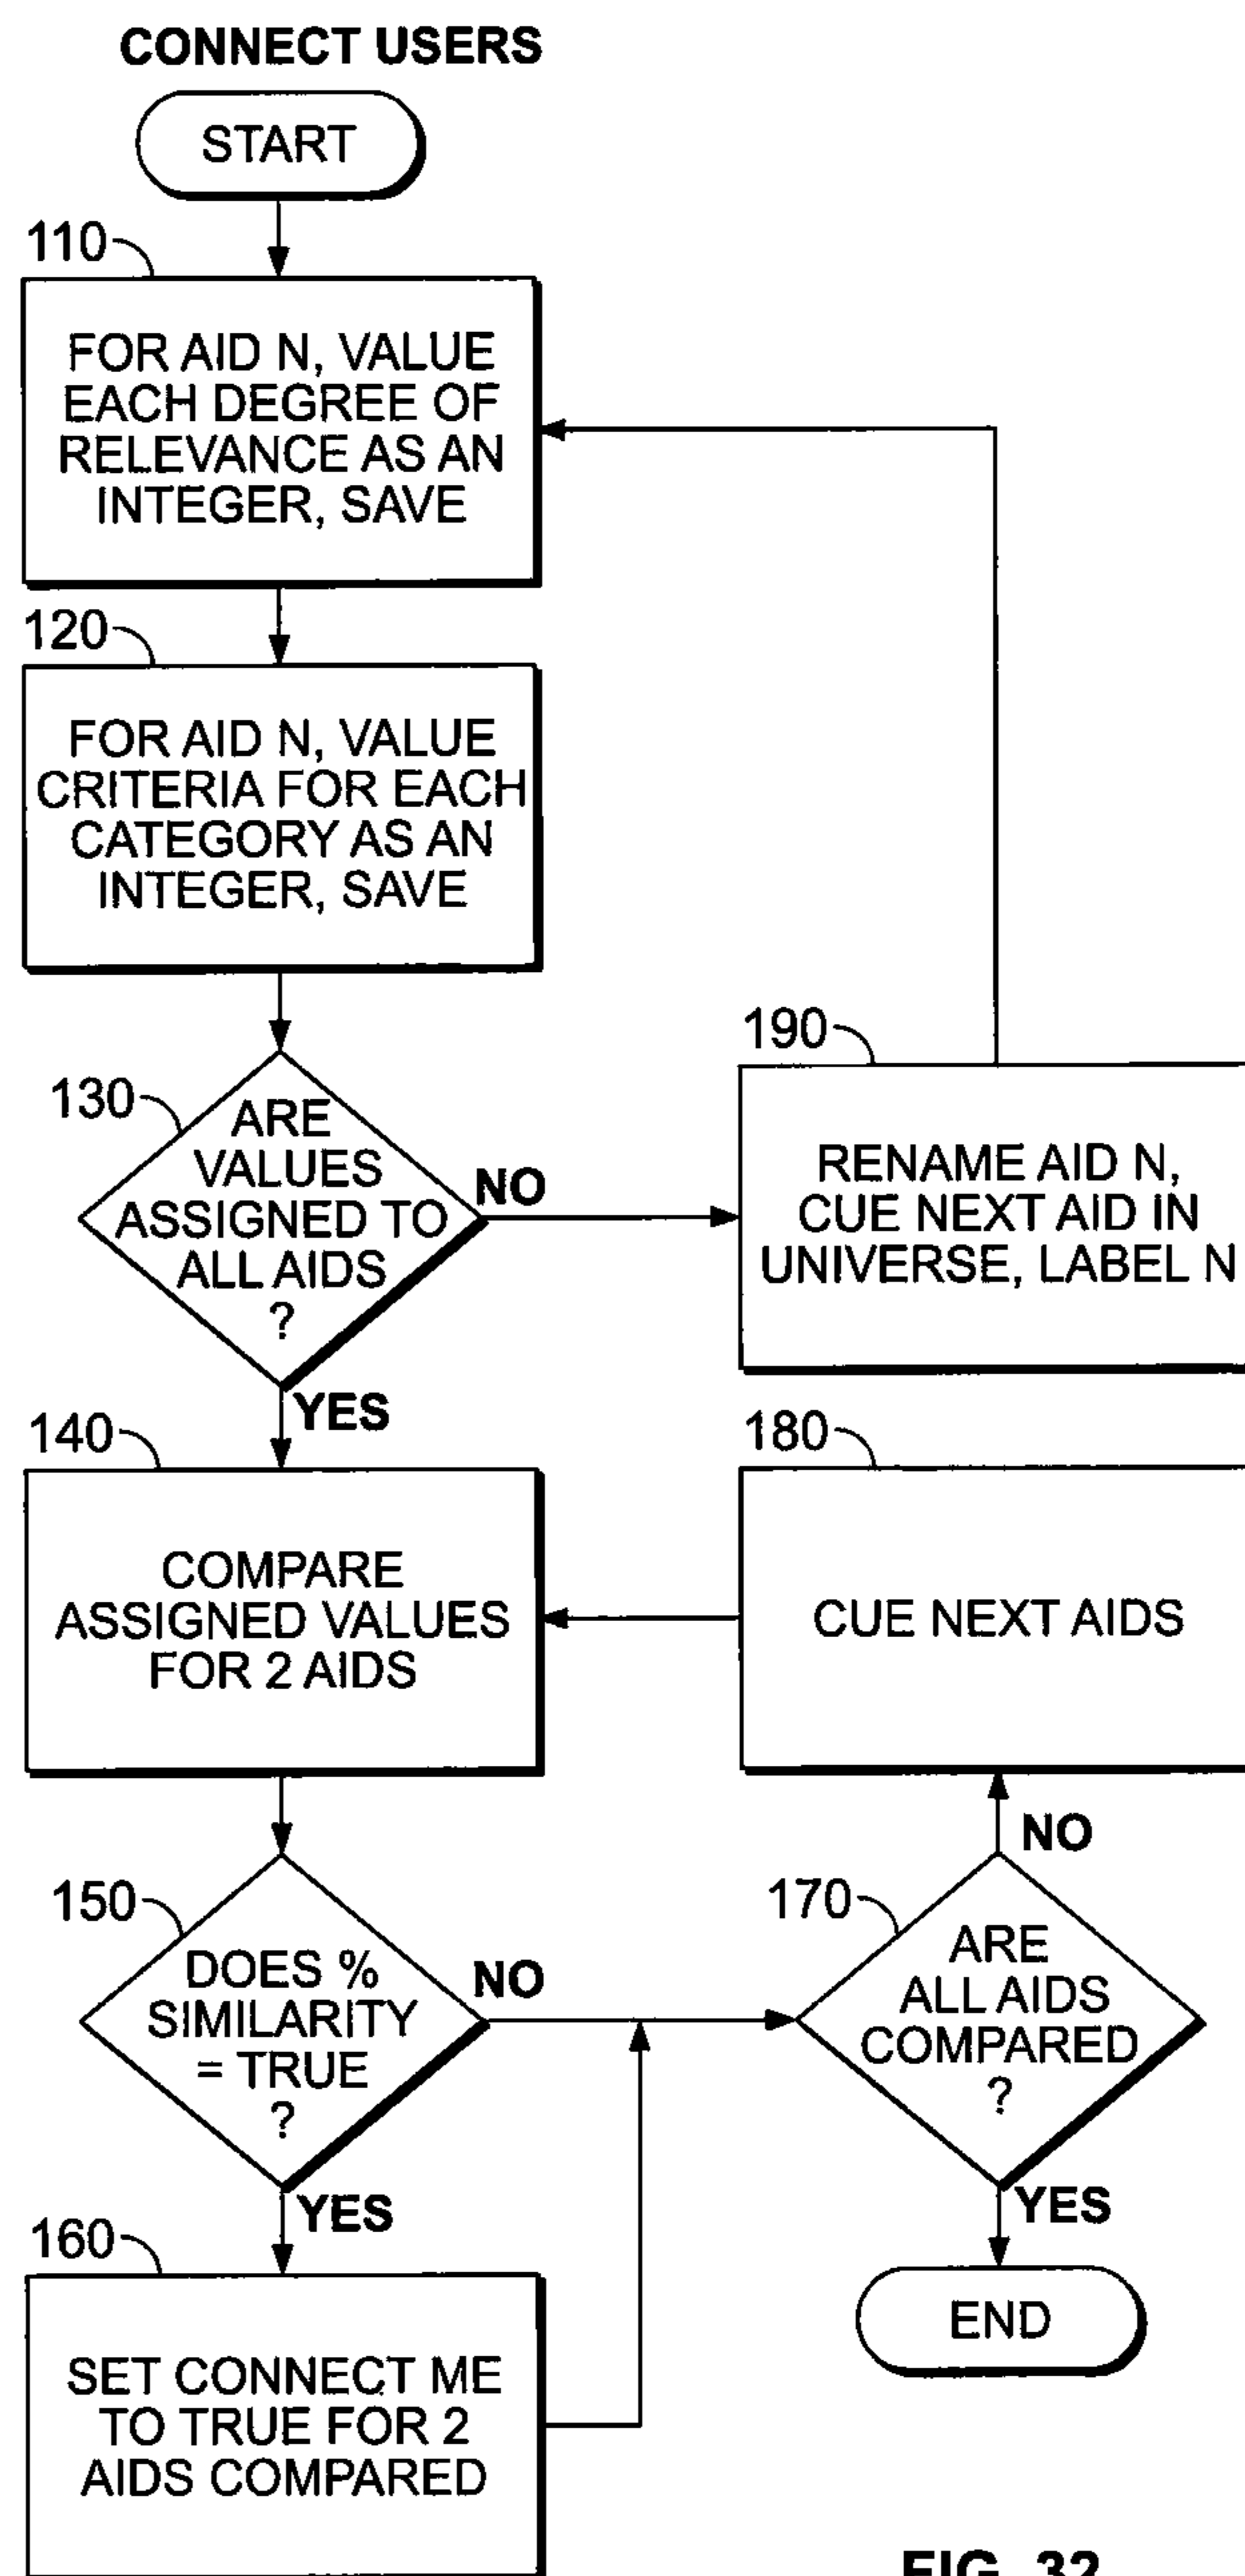 CONNECT USERS
START
110
FOR AID N, VALUE
EACH DEGREE OF
RELEVANCE AS AN
INTEGER, SAVE
120
FOR AID N, VALUE
CRITERIA FOR EACH
CATEGORY AS AN
INTEGER, SAVE
130
ARE
VALUES
ASSIGNED TO
ALL AIDS
?
NO
190
RENAME AID N,
CUE NEXT AID IN
UNIVERSE, LABEL N
YES
140
COMPARE
ASSIGNED VALUES
FOR 2 AIDS
180
CUE NEXT AIDS
150
DOES %
SIMILARITY
= TRUE
?
NO
170
ARE
ALL AIDS
COMPARED
?
NO
YES
END
YES
160
SET CONNECT ME
TO TRUE FOR 2
AIDS COMPARED
FIG. 32